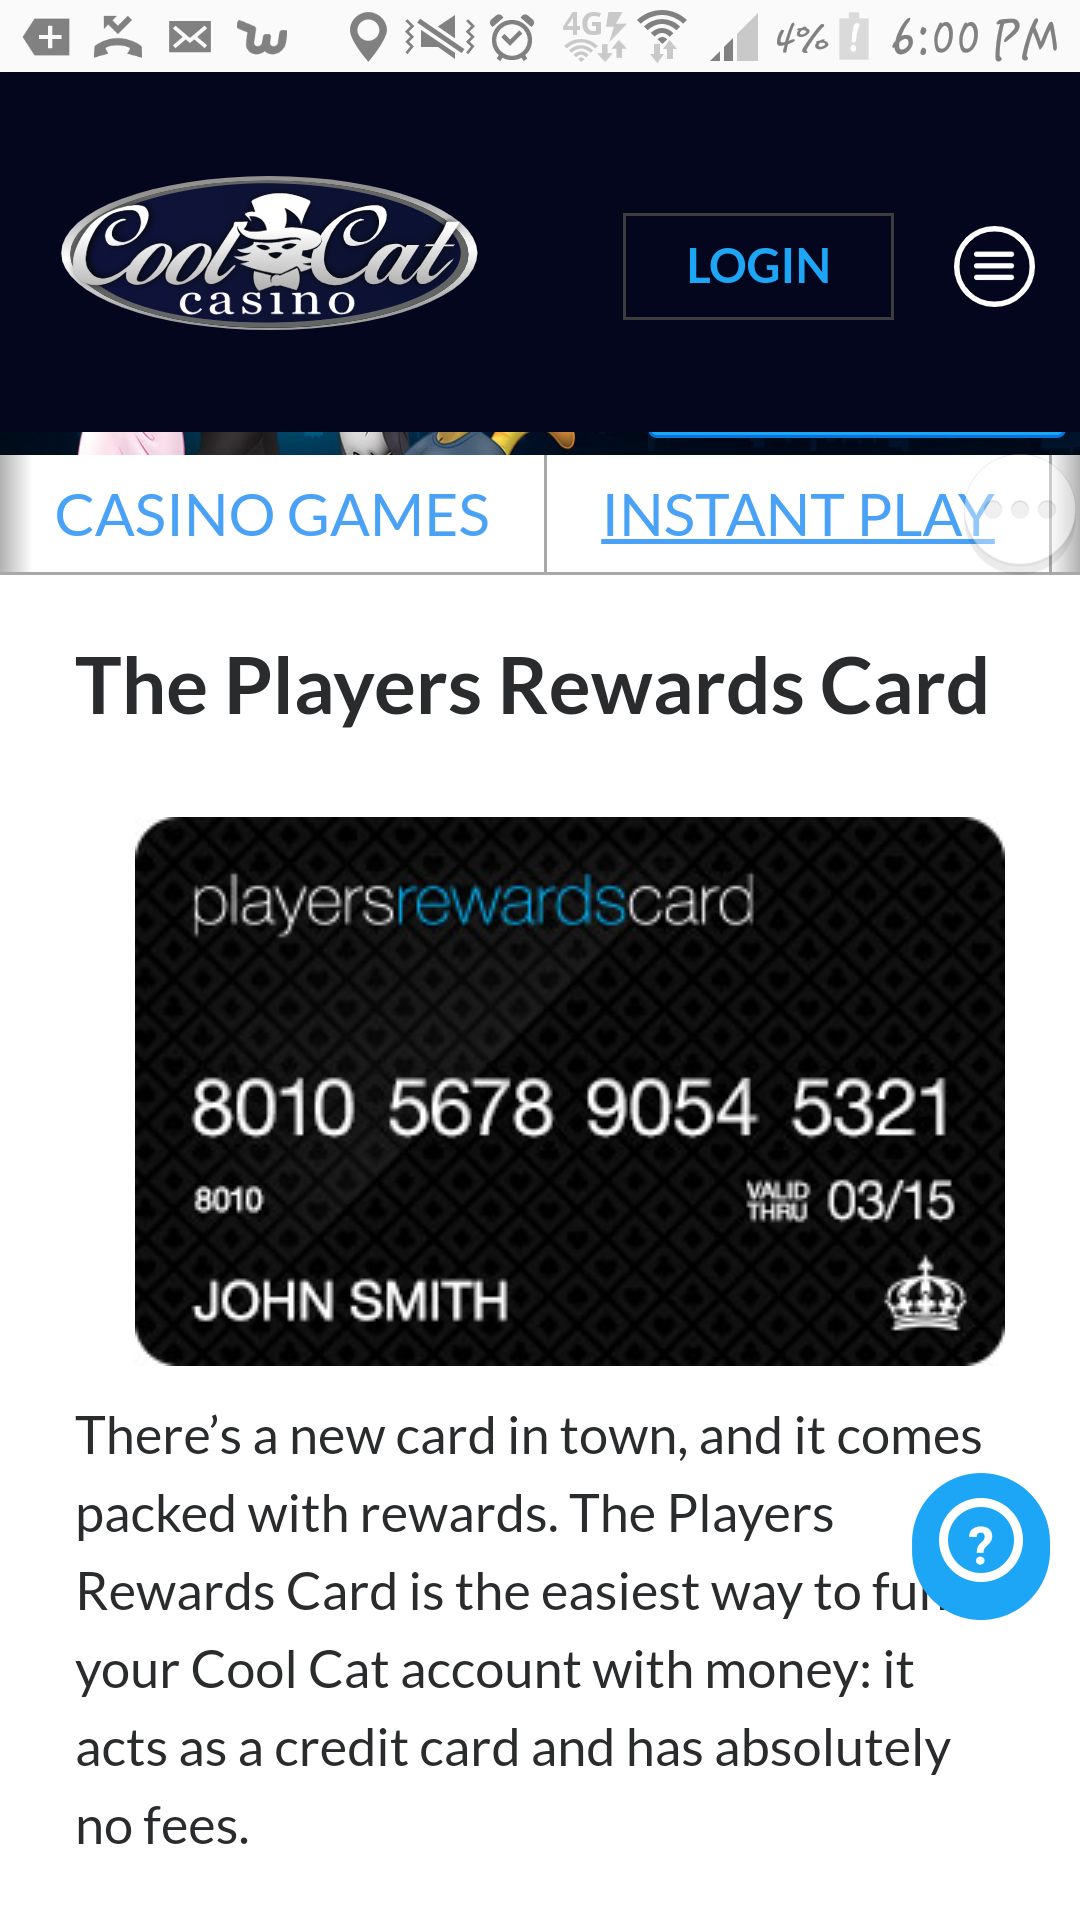 4G 4% 6:00 PM
Cool Cat
casino
LOGIN
CASINO GAMES
INSTANT PLAY
The Players Rewards Card
playersrewardscard
8010 5678 9054 5321
8010
VALID THRU 03/15
JOHN SMITH
There’s a new card in town, and it comes
packed with rewards. The Players
Rewards Card is the easiest way to
your Cool Cat account with money: it
acts as a credit card and has absolutely
no fees.
?